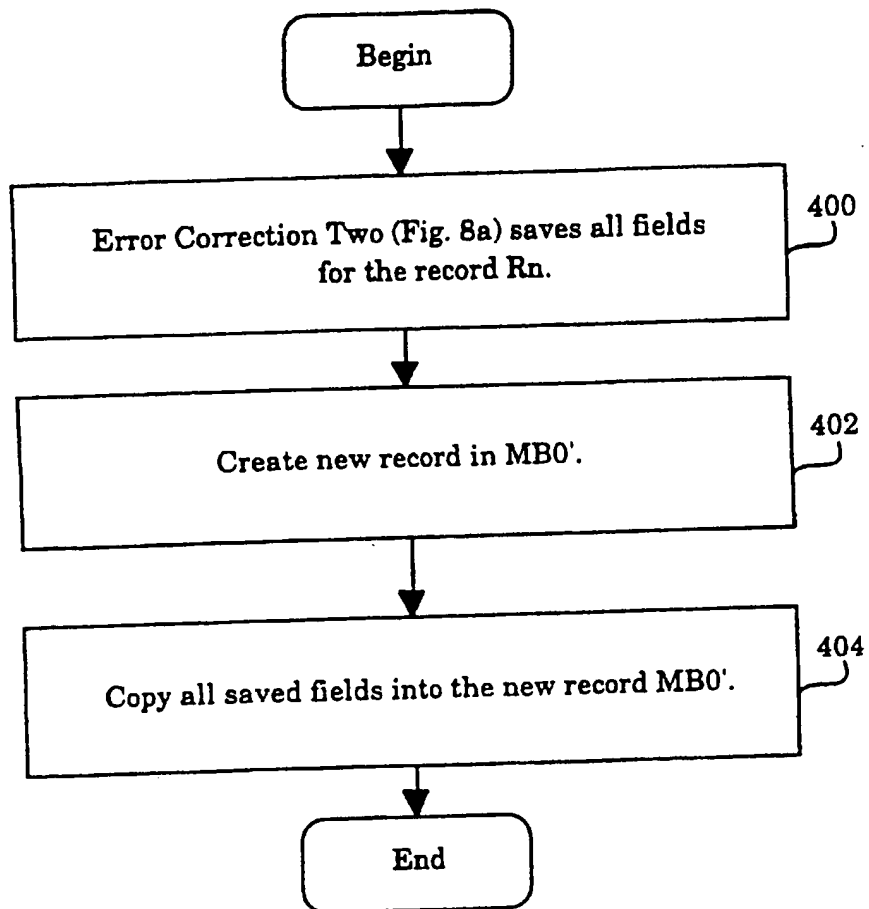 Begin
Error Correction Two (Fig. 8a) saves all fields
for the record Rn.
400
Create new record in MB0'.
402
Copy all saved fields into the new record MB0'.
404
End